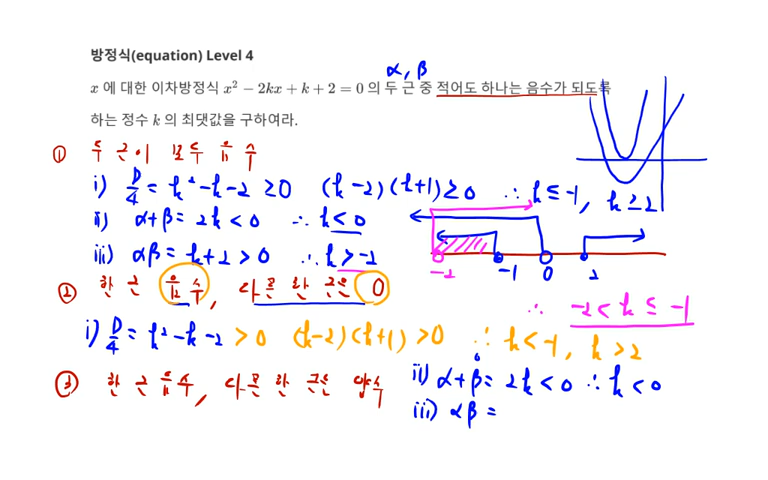 방정식(equation) Level 4
α, β
x 에 대한 이차방정식 x² − 2kx + k + 2 = 0 의 두 근 중 적어도 하나는 음수가 되도록
하는 정수 k 의 최댓값을 구하여라.
① 두 근이 모두 음수
i) D/4 = k²-k-2 ≥0 (k-2)(k+1)≥0 ∴ k≤-1, k≥2
ii) α+β = 2k < 0 ∴ k<0
iii) αβ = k+2 > 0 ∴ k>-2
-2 -1 0 2
② 한 근 음수, 다른 한 근은 0
∴ -2<k≤-1
i) D/4 = k²-k-2 >0 (k-2)(k+1)>0 ∴ k<-1, k>2
③ 한 근 음수, 다른 한 근은 양수
ii) α+β = 2k<0 ∴ k<0
0
iii) αβ =